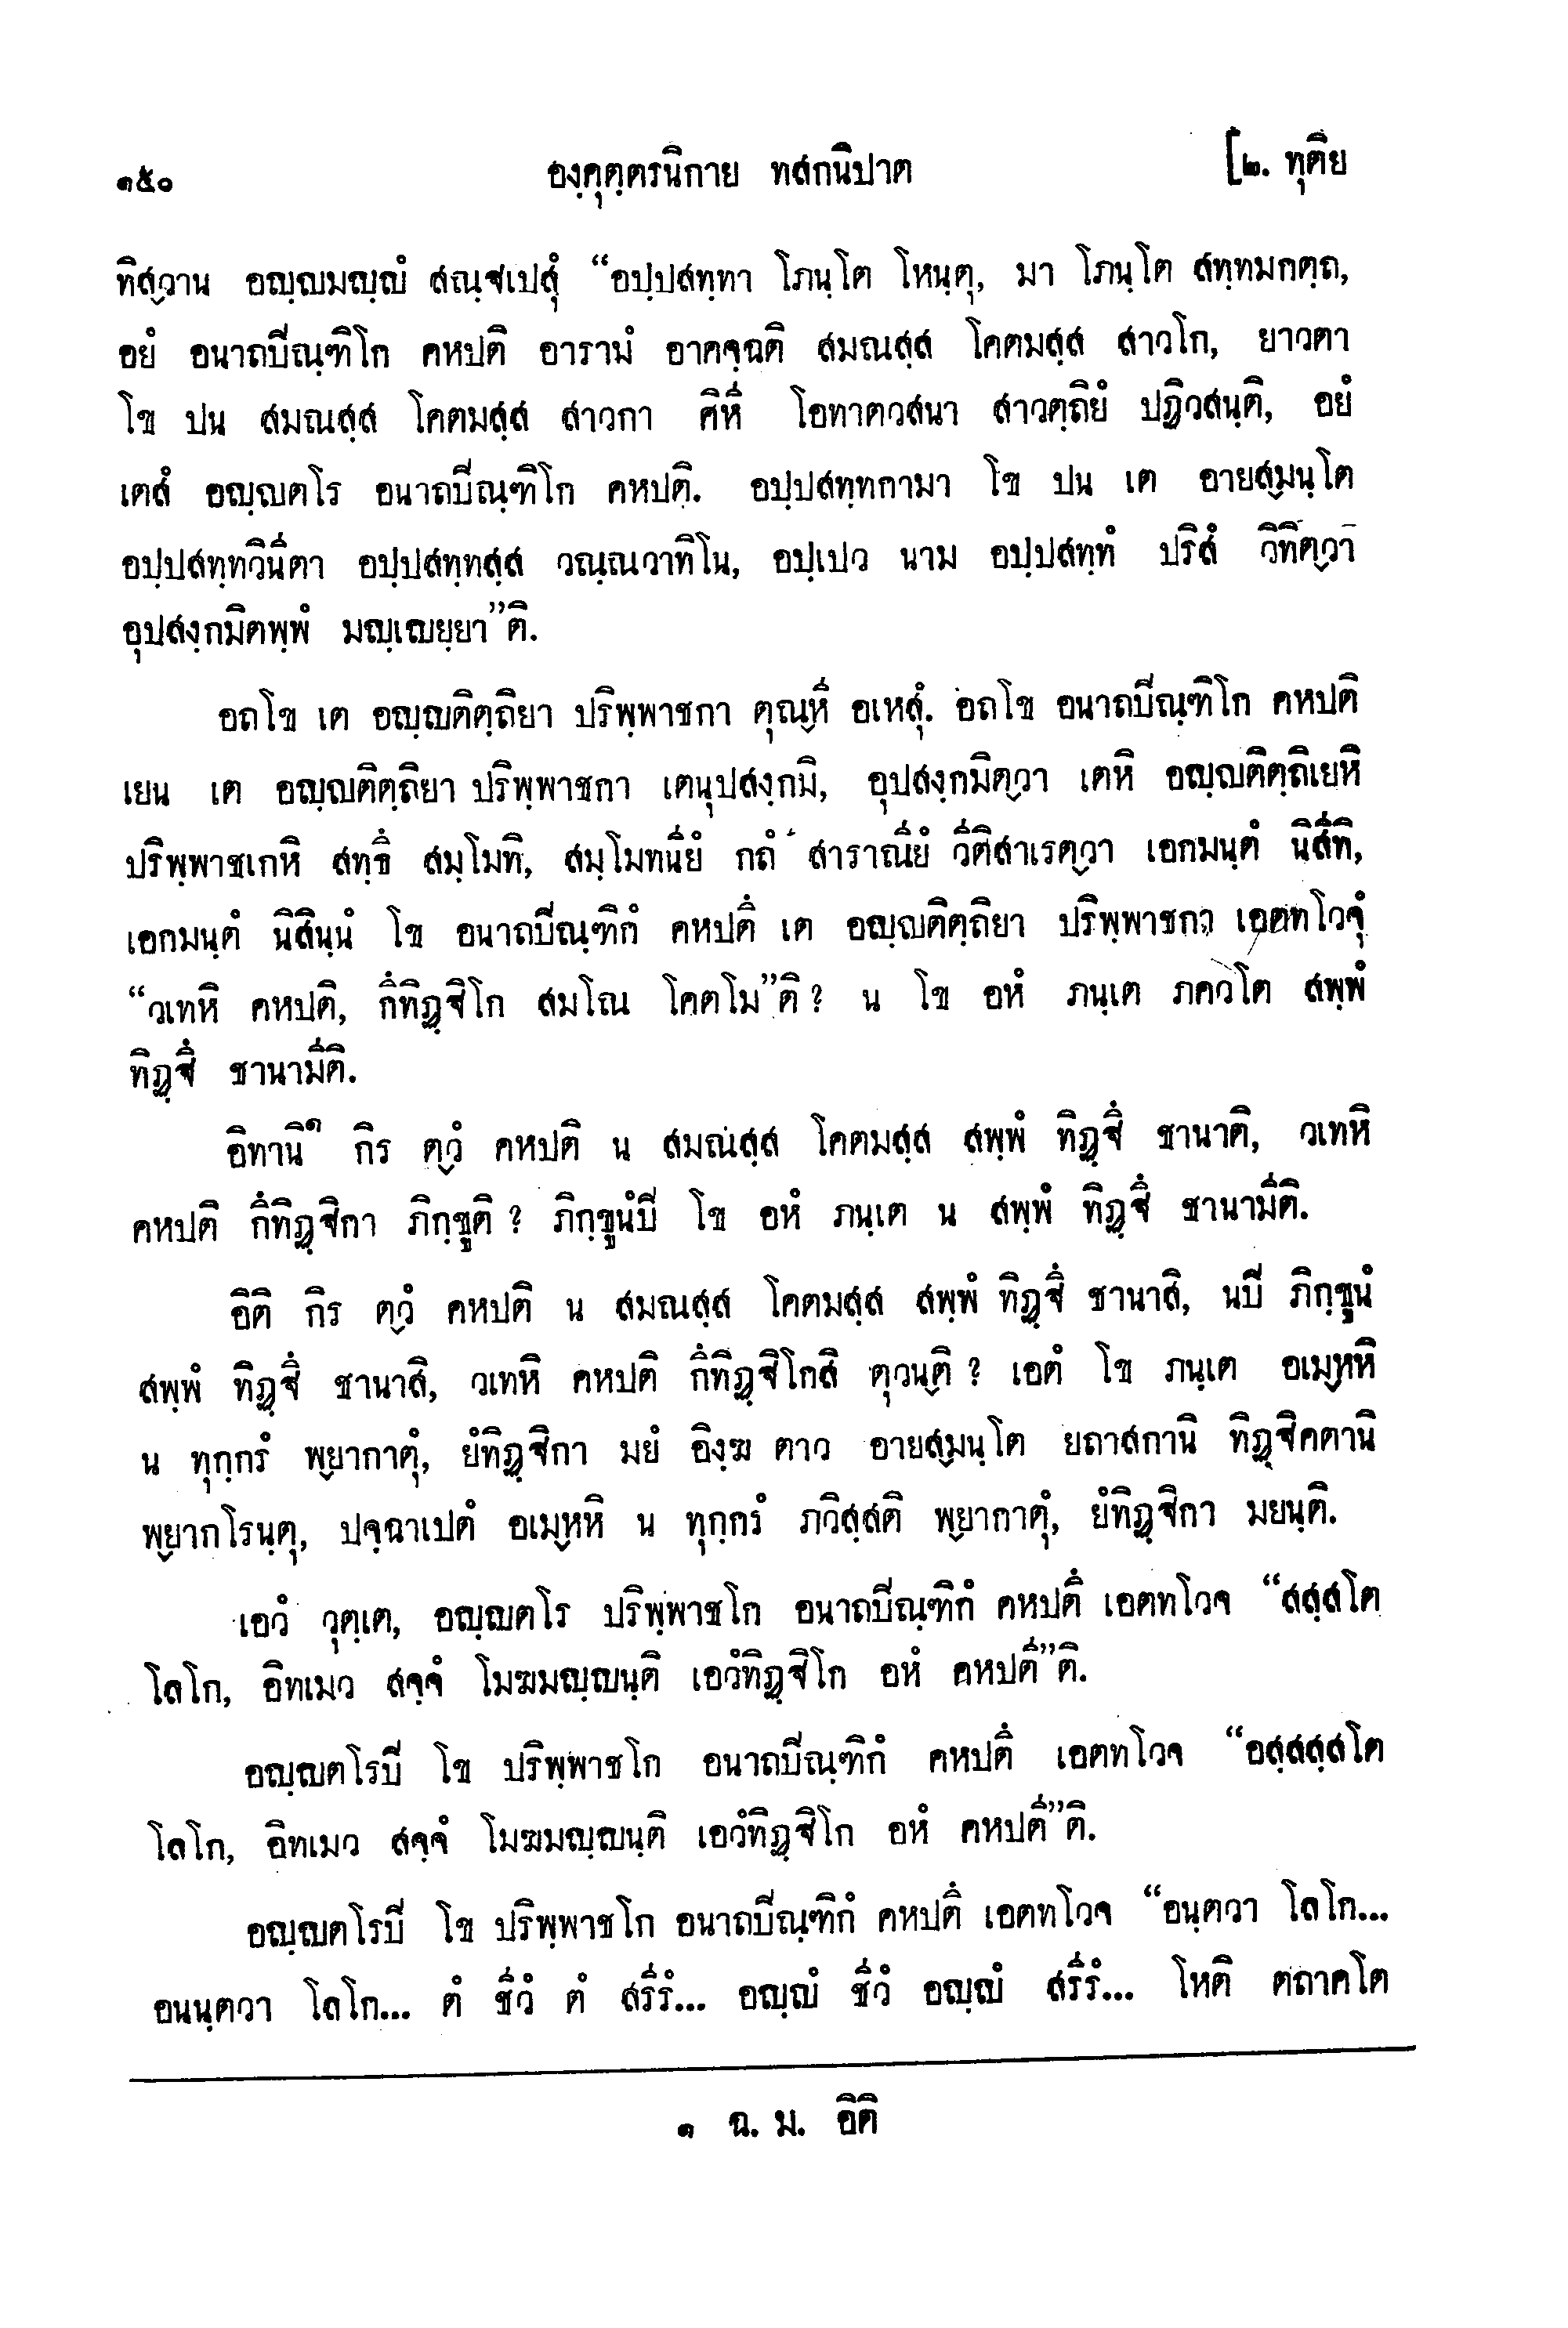 ๑๕๐ องฺคุตฺตรนิกาย ทสกนิปาต [๒. ทุติย
ทิสฺวาน อญฺญมญฺญํ สณฺฐเปสุํ “อปฺปสทฺทา โภนฺโต โหนฺตุ, มา โภนฺโต สทฺทมกตฺถ,
อยํ อนาถบิณฺฑิโก คหปติ อารามํ อาคจฺฉติ สมณสฺส โคตมสฺส สาวโก, ยาวตา
โข ปน สมณสฺส โคตมสฺส สาวกา คิหี โอทาตวสนา สาวตฺถิยํ ปฏิวสนฺติ, อยํ
เตสํ อญฺญตโร อนาถบิณฺฑิโก คหปติ. อปฺปสทฺทกามา โข ปน เต อายสฺมนฺโต
อปฺปสทฺทวินีตา อปฺปสทฺทสฺส วณฺณวาทิโน, อปฺเปว นาม อปฺปสทฺทํ ปริสํ วิทิตฺวา
อุปสงฺกมิตพฺพํ มญฺเญยฺยา”ติ.
อถโข เต อญฺญติตฺถิยา ปริพฺพาชกา ตุณฺหี อเหสุํ. อถโข อนาถบิณฺฑิโก คหปติ
เยน เต อญฺญติตฺถิยา ปริพฺพาชกา เตนุปสงฺกมิ, อุปสงฺกมิตฺวา เตหิ อญฺญติตฺถิเยหิ
ปริพฺพาชเกหิ สทฺธึ สมฺโมทิ, สมฺโมทนียํ กถํ สาราณียํ วีติสาเรตฺวา เอกมนฺตํ นิสีทิ,
เอกมนฺตํ นิสินฺนํ โข อนาถบิณฺฑิกํ คหปตึ เต อญฺญติตฺถิยา ปริพฺพาชกา เอตทโวจุํ
“วเทหิ คหปติ, กึทิฏฺฐิโก สมโณ โคตโม”ติ ? น โข อหํ ภนฺเต ภควโต สพฺพํ
ทิฏฺฐึ ชานามีติ.
อิทานิ๑ กิร ตฺวํ คหปติ น สมณสฺส โคตมสฺส สพฺพํ ทิฏฺฐึ ชานาติ, วเทหิ
คหปติ กึทิฏฺฐิกา ภิกฺขูติ ? ภิกฺขูนํปิ โข อหํ ภนฺเต น สพฺพํ ทิฏฺฐึ ชานามีติ.
อิติ กิร ตฺวํ คหปติ น สมณสฺส โคตมสฺส สพฺพํ ทิฏฺฐึ ชานาสิ, นปิ ภิกฺขูนํ
สพฺพํ ทิฏฺฐึ ชานาสิ, วเทหิ คหปติ กึทิฏฺฐิโกสิ ตุวนฺติ ? เอตํ โข ภนฺเต อเมฺหหิ
น ทุกฺกรํ พฺยากาตุํ, ยํทิฏฺฐิกา มยํ อิงฺฆ ตาว อายสฺมนฺโต ยถาสกานิ ทิฏฺฐิคตานิ
พฺยากโรนฺตุ, ปจฺฉาเปตํ อเมฺหหิ น ทุกฺกรํ ภวิสฺสติ พฺยากาตุํ, ยํทิฏฺฐิกา มยนฺติ.
เอวํ วุตฺเต, อญฺญตโร ปริพฺพาชโก อนาถบิณฺฑิกํ คหปตึ เอตทโวจ “สสฺสโต
โลโก, อิทเมว สจฺจํ โมฆมญฺญนฺติ เอวํทิฏฺฐิโก อหํ คหปตี”ติ.
อญฺญตโรปิ โข ปริพฺพาชโก อนาถบิณฺฑิกํ คหปตึ เอตทโวจ “อสฺสสฺสโต
โลโก, อิทเมว สจฺจํ โมฆมญฺญนฺติ เอวํทิฏฺฐิโก อหํ คหปตี”ติ.
อญฺญตโรปิ โข ปริพฺพาชโก อนาถบิณฺฑิกํ คหปตึ เอตทโวจ “อนฺตวา โลโก...
อนนฺตวา โลโก... ตํ ชีวํ ตํ สรีรํ... อญฺญํ ชีวํ อญฺญํ สรีรํ... โหติ ตถาคโต
๑ ฉ. ม. อิติ